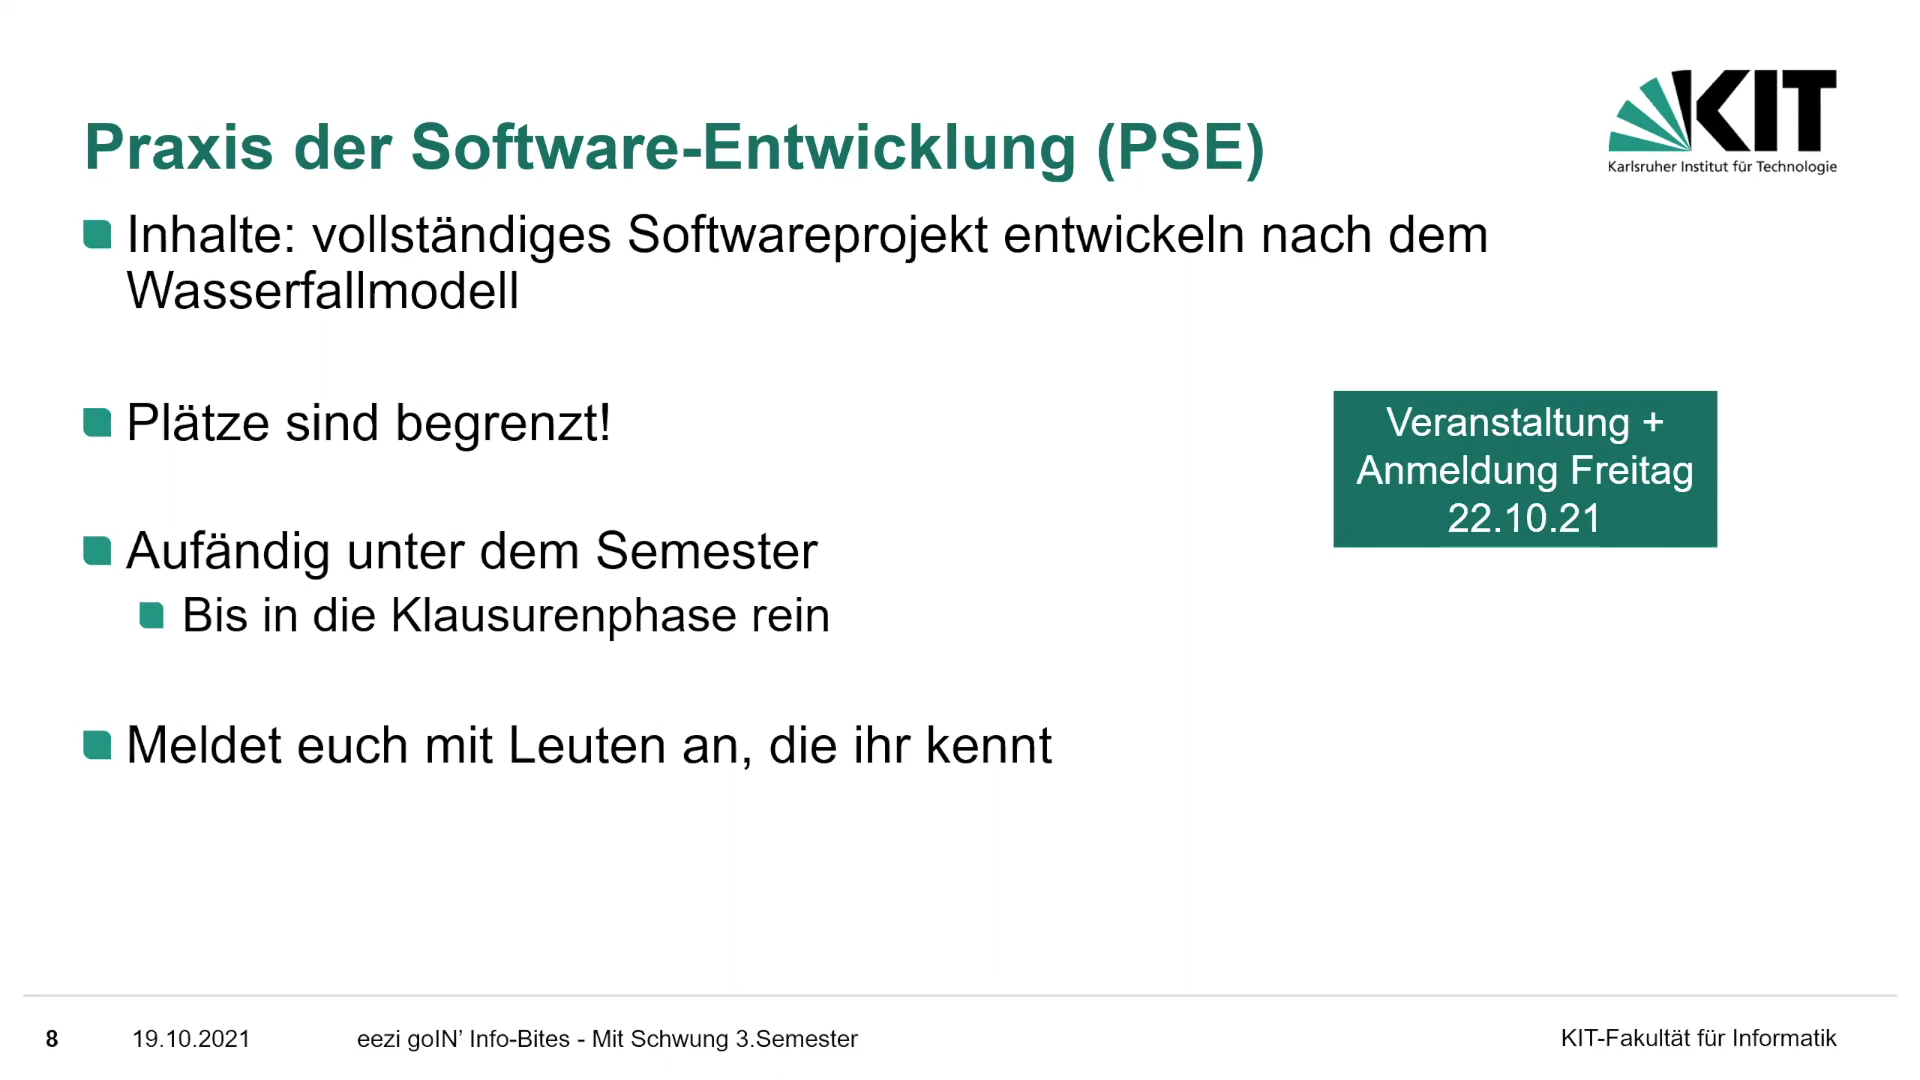 KIT
Karlsruher Institut für Technologie
Praxis der Software-Entwicklung (PSE)
Inhalte: vollständiges Softwareprojekt entwickeln nach dem
Wasserfallmodell
Plätze sind begrenzt!
Veranstaltung +
Anmeldung Freitag
22.10.21
Aufändig unter dem Semester
Bis in die Klausurenphase rein
Meldet euch mit Leuten an, die ihr kennt
8 19.10.2021 eezi goIN’ Info-Bites - Mit Schwung 3.Semester KIT-Fakultät für Informatik